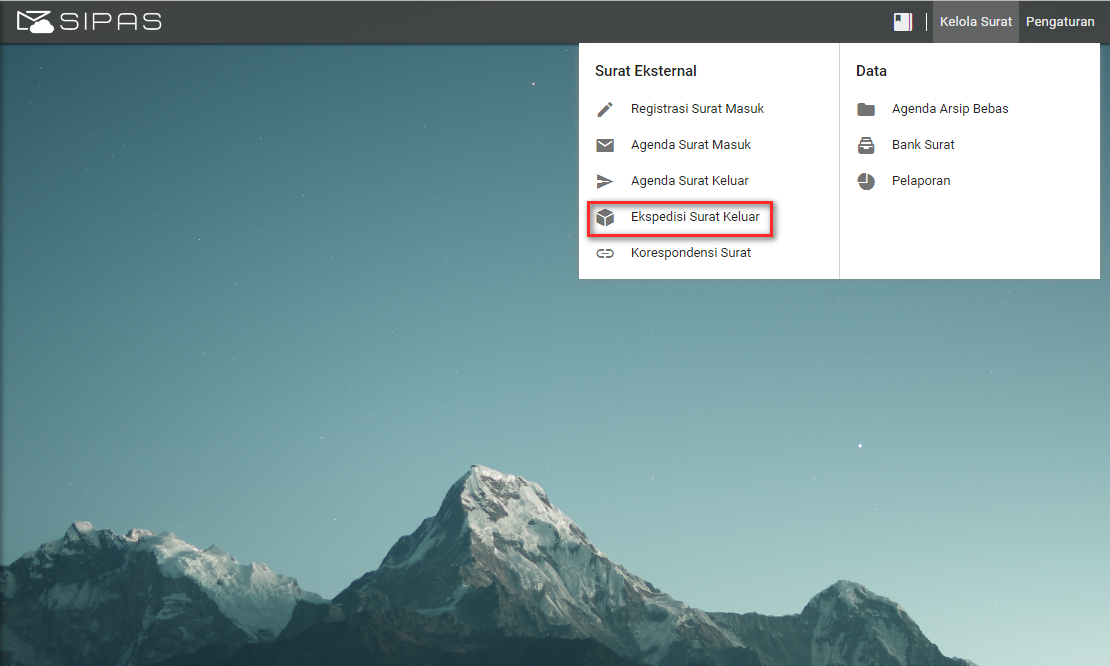 SIPAS
Kelola Surat
Pengaturan
Surat Eksternal
Registrasi Surat Masuk
Agenda Surat Masuk
Agenda Surat Keluar
Ekspedisi Surat Keluar
Korespondensi Surat
Data
Agenda Arsip Bebas
Bank Surat
Pelaporan